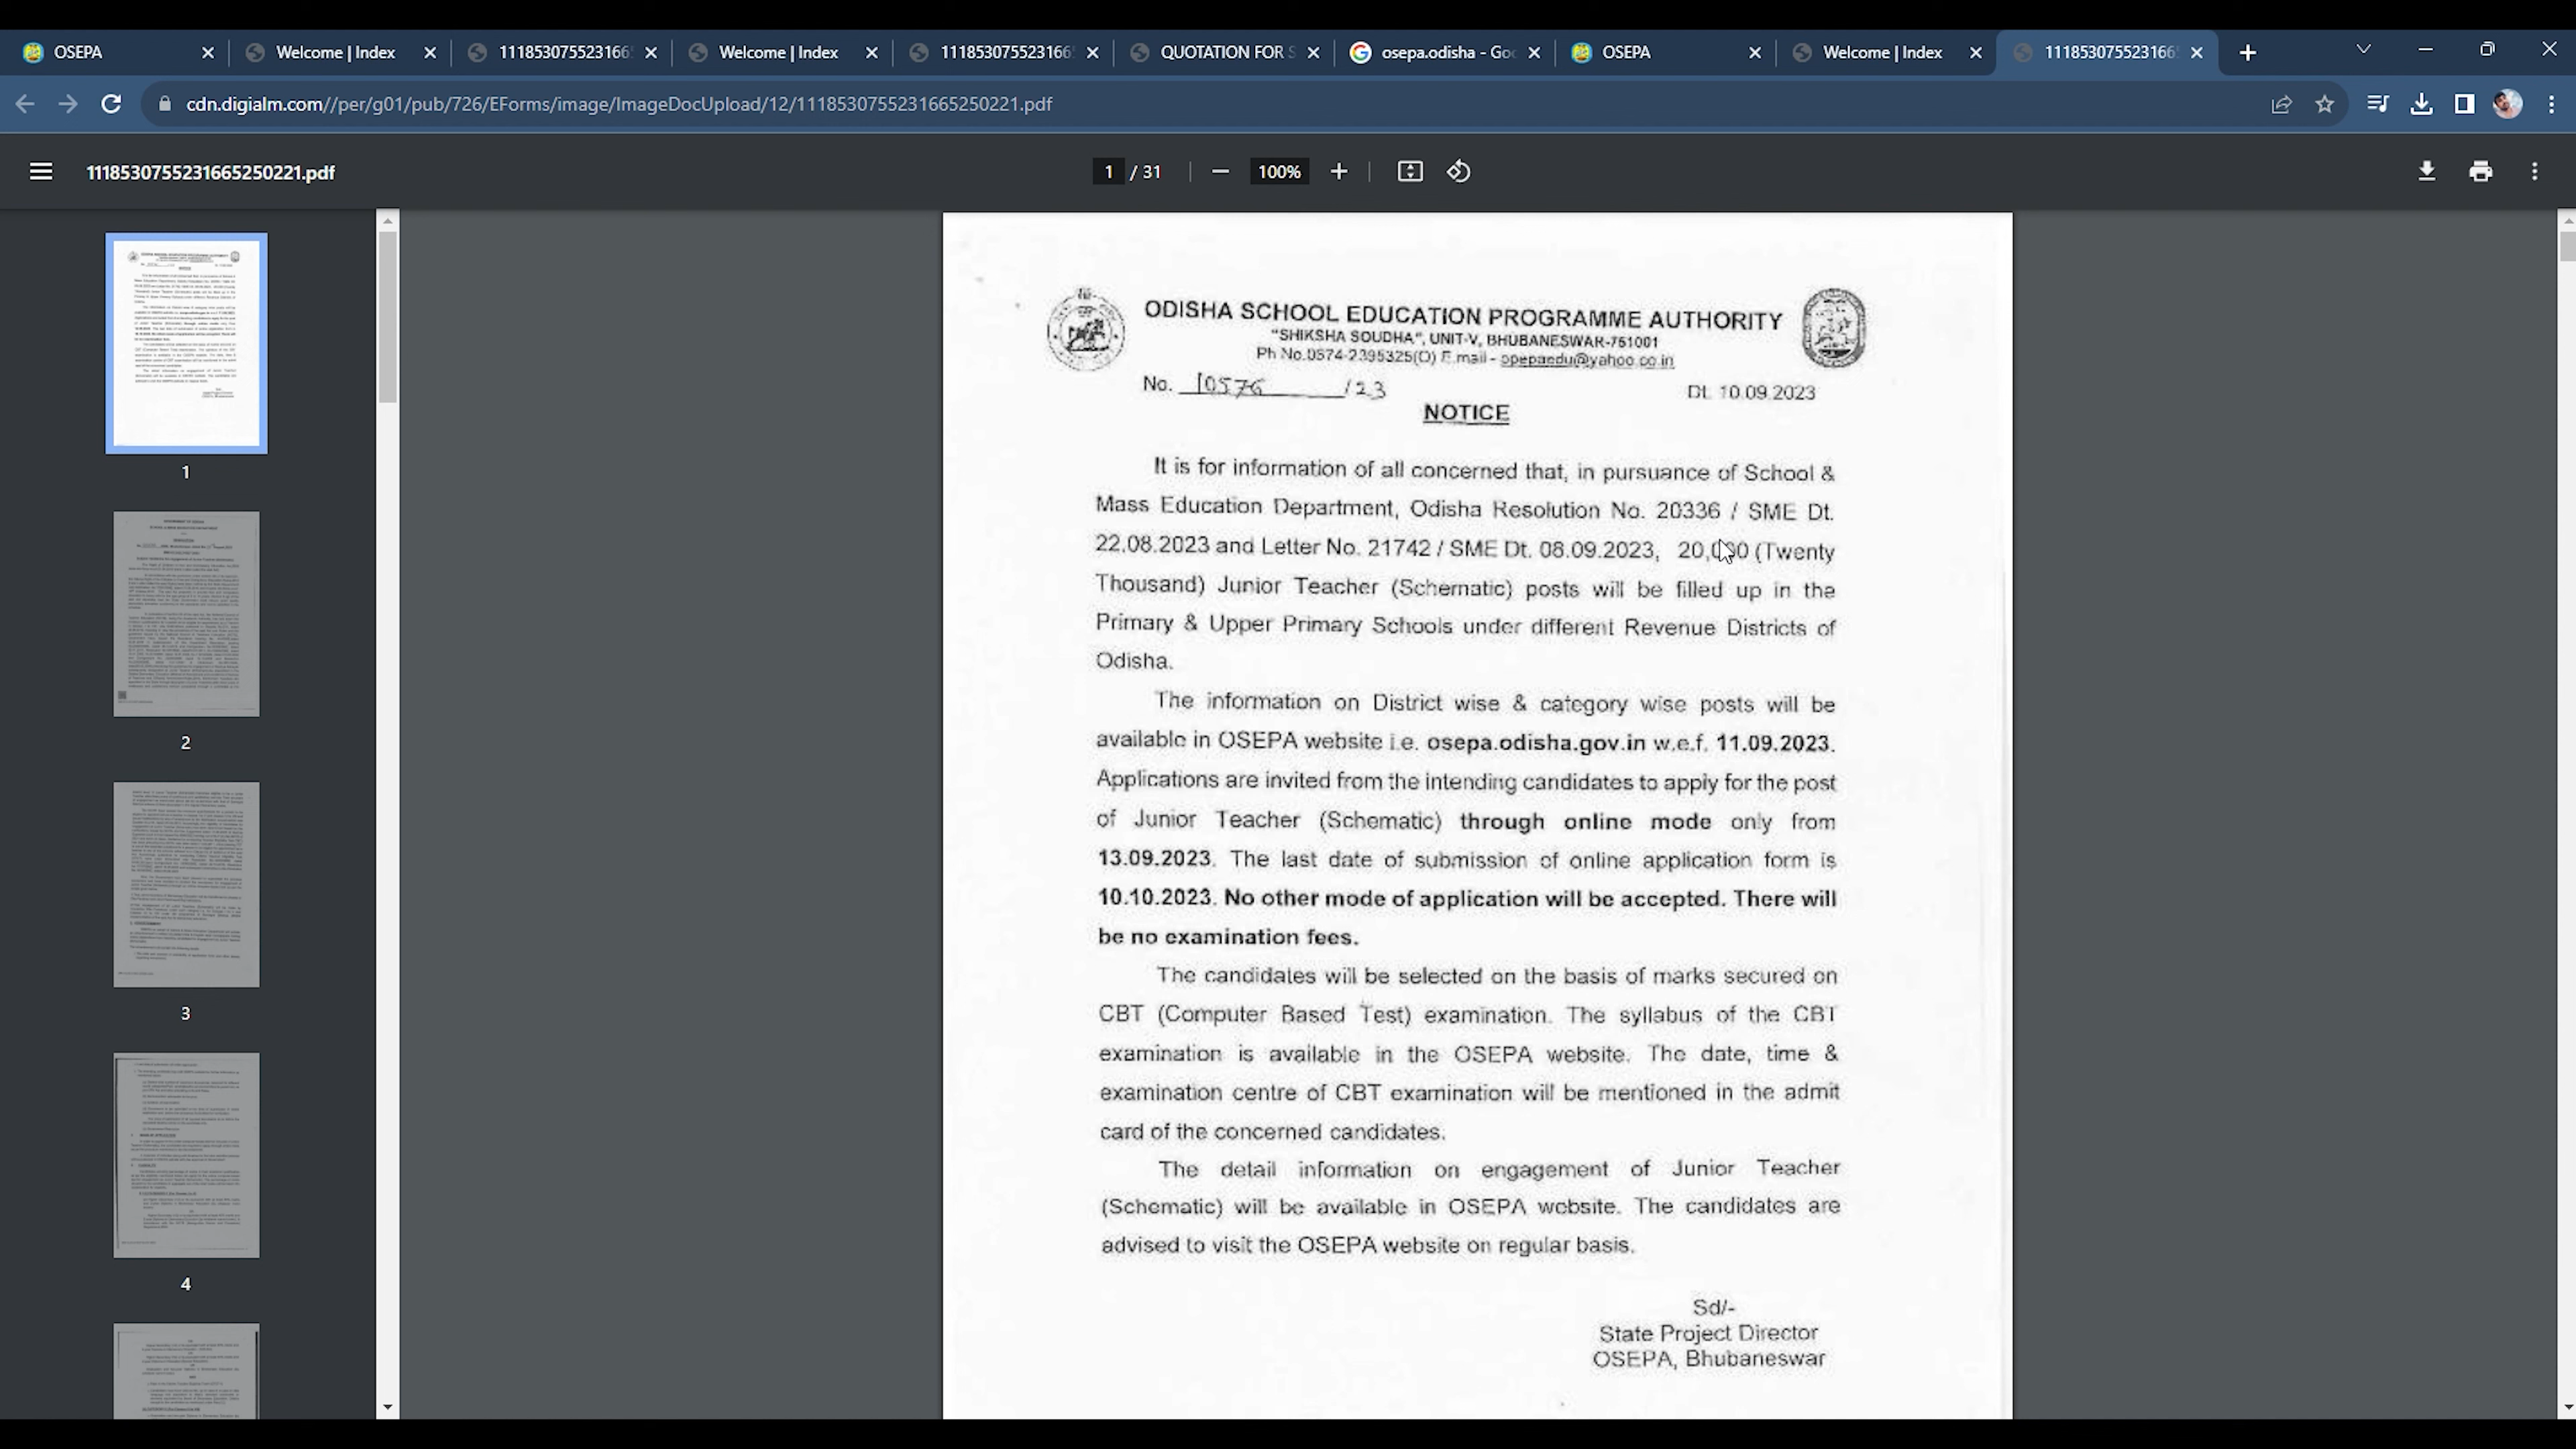 OSEPA
Welcome | Index
1118530755231665
Welcome | Index
1118530755231665
QUOTATION FOR S
osepa.odisha - Goo
OSEPA
Welcome | Index
1118530755231665
cdn.digialm.com//per/g01/pub/726/EForms/image/ImageDocUpload/12/1118530755231665250221.pdf
1118530755231665250221.pdf
1 / 31
100%
1
2
3
4
ODISHA SCHOOL EDUCATION PROGRAMME AUTHORITY
"SHIKSHA SOUDHA", UNIT-V, BHUBANESWAR-751001
Ph No.0674-2395325(O) E.mail - opepaedu@yahoo.co.in
No. 10576 /23
Dt. 10.09.2023
NOTICE
It is for information of all concerned that, in pursuance of School &
Mass Education Department, Odisha Resolution No. 20336 / SME Dt.
22.08.2023 and Letter No. 21742 / SME Dt. 08.09.2023, 20,000 (Twenty
Thousand) Junior Teacher (Schematic) posts will be filled up in the
Primary & Upper Primary Schools under different Revenue Districts of
Odisha.
The information on District wise & category wise posts will be
available in OSEPA website i.e. osepa.odisha.gov.in w.e.f. 11.09.2023.
Applications are invited from the intending candidates to apply for the post
of Junior Teacher (Schematic) through online mode only from
13.09.2023. The last date of submission of online application form is
10.10.2023. No other mode of application will be accepted. There will
be no examination fees.
The candidates will be selected on the basis of marks secured on
CBT (Computer Based Test) examination. The syllabus of the CBT
examination is available in the OSEPA website. The date, time &
examination centre of CBT examination will be mentioned in the admit
card of the concerned candidates.
The detail information on engagement of Junior Teacher
(Schematic) will be available in OSEPA website. The candidates are
advised to visit the OSEPA website on regular basis.
Sd/-
State Project Director
OSEPA, Bhubaneswar